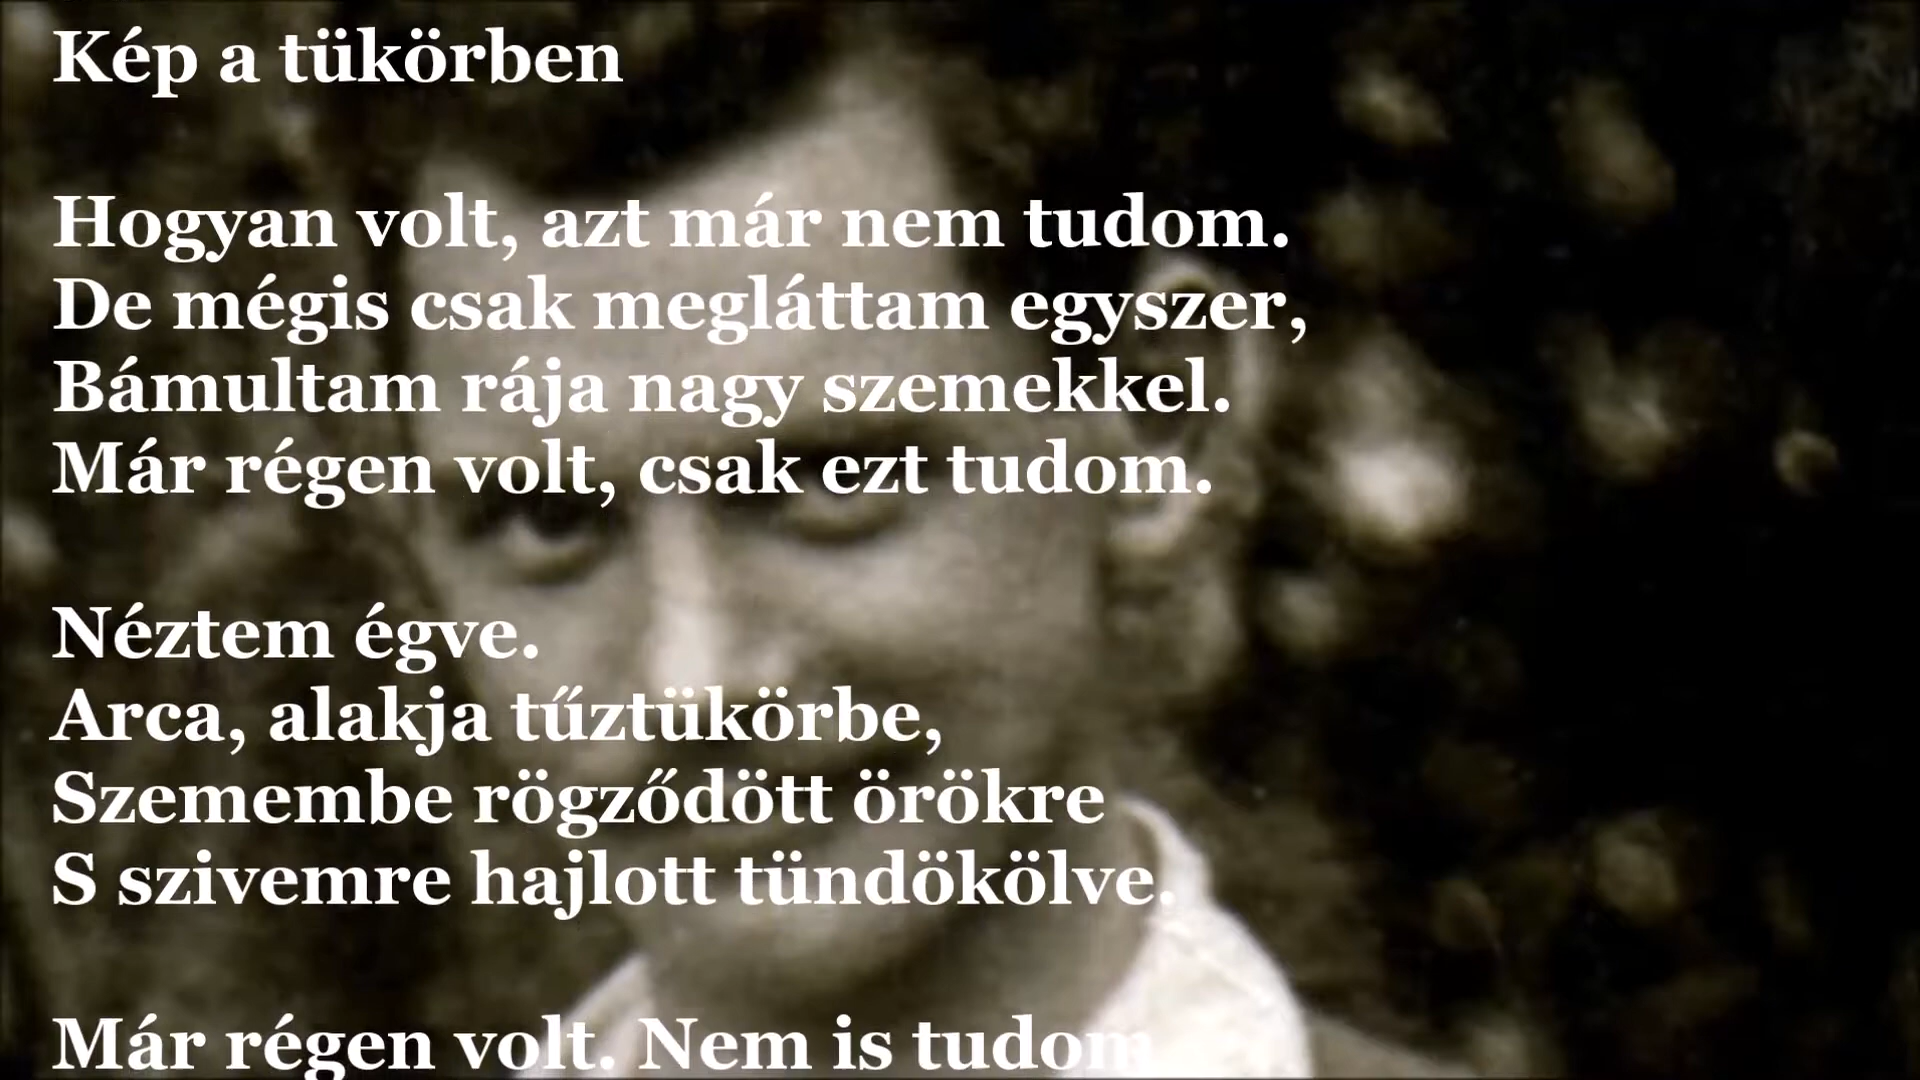 Kép a tükörben
Hogyan volt, azt már nem tudom.
De mégis csak megláttam egyszer,
Bámultam rája nagy szemekkel.
Már régen volt, csak ezt tudom.
Néztem égve.
Arca, alakja tűztükörbe,
Szemembe rögződött örökre
S szivemre hajlott tündökölve.
Már régen volt. Nem is tudom